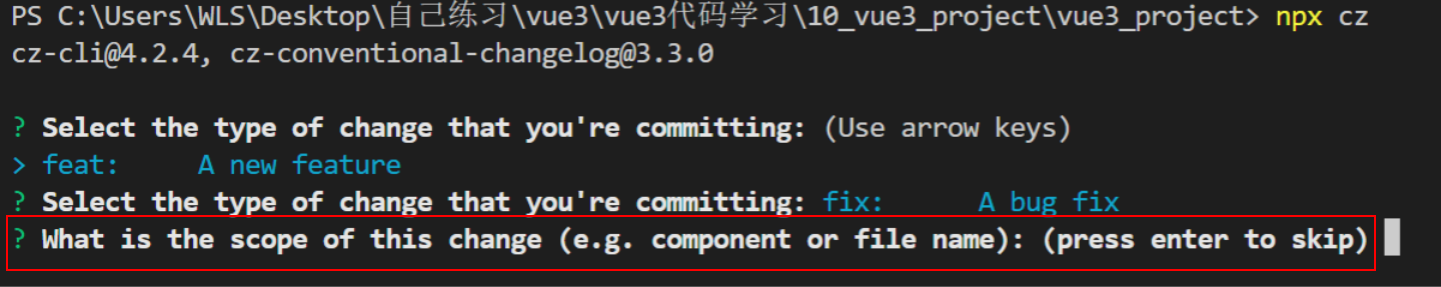 PS C:\Users\WLS\Desktop\自己练习\vue3\vue3代码学习\10_vue3_project\vue3_project> npx cz
cz-cli@4.2.4, cz-conventional-changelog@3.3.0
? Select the type of change that you're committing: (Use arrow keys)
> feat:     A new feature
? Select the type of change that you're committing: fix:      A bug fix
? What is the scope of this change (e.g. component or file name): (press enter to skip)